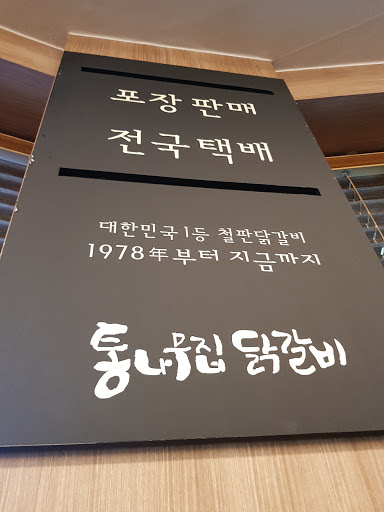 포장판매
전국택배
대한민국 1등 철판닭갈비
1978年부터 지금까지
통나무집 닭갈비